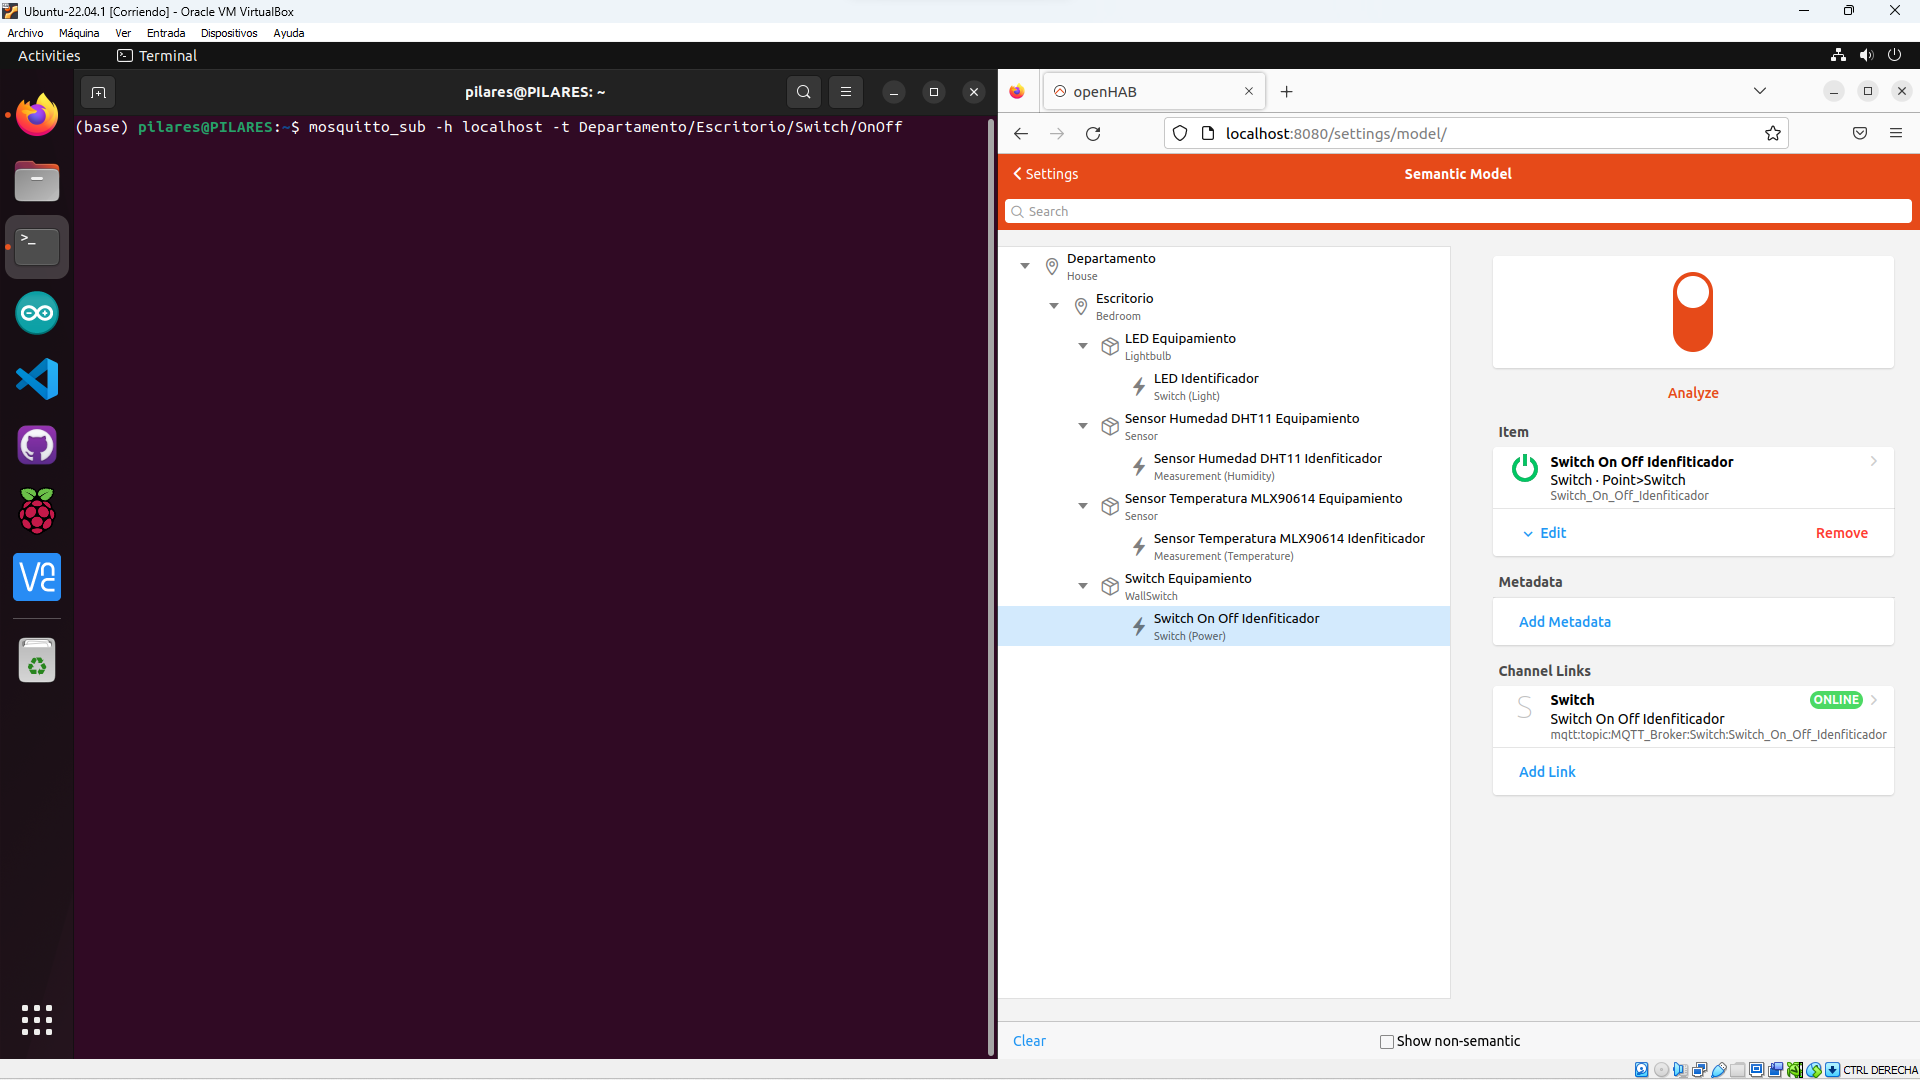 Ubuntu-22.04.1 [Corriendo] - Oracle VM VirtualBox
Archivo Máquina Ver Entrada Dispositivos Ayuda
Activities Terminal
pilares@PILARES: ~
(base) pilares@PILARES:~$ mosquitto_sub -h localhost -t Departamento/Escritorio/Switch/OnOff
openHAB
localhost:8080/settings/model/
Settings
Semantic Model
Search
Departamento
House
Escritorio
Bedroom
LED Equipamiento
Lightbulb
LED Identificador
Switch (Light)
Sensor Humedad DHT11 Equipamiento
Sensor
Sensor Humedad DHT11 Idenfiticador
Measurement (Humidity)
Sensor Temperatura MLX90614 Equipamiento
Sensor
Sensor Temperatura MLX90614 Idenfiticador
Measurement (Temperature)
Switch Equipamiento
WallSwitch
Switch On Off Idenfiticador
Switch (Power)
Analyze
Item
Switch On Off Idenfiticador
Switch · Point>Switch
Switch_On_Off_Idenfiticador
Edit
Remove
Metadata
Add Metadata
Channel Links
S
Switch
ONLINE
Switch On Off Idenfiticador
mqtt:topic:MQTT_Broker:Switch:Switch_On_Off_Idenfiticador
Add Link
Clear
Show non-semantic
CTRL DERECHA